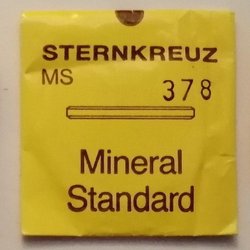 STERNKREUZ
MS
378
Mineral
Standard